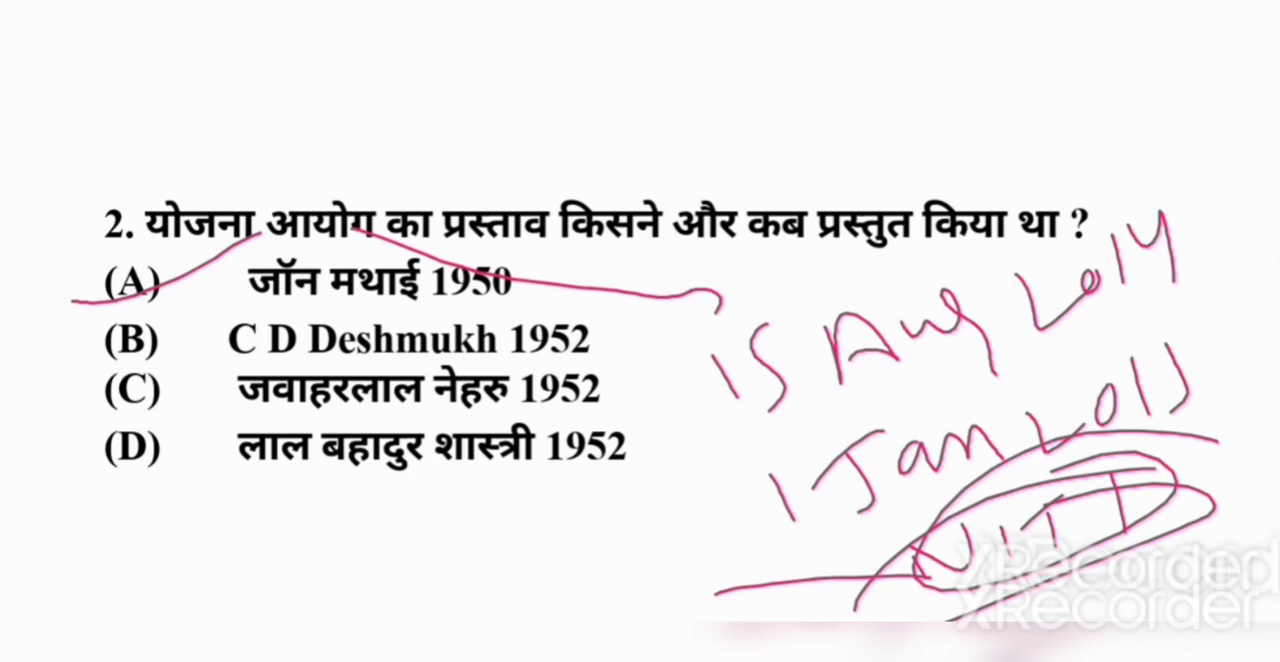 2. योजना आयोग का प्रस्ताव किसने और कब प्रस्तुत किया था ?
(A) जॉन मथाई 1950
(B) C D Deshmukh 1952
(C) जवाहरलाल नेहरु 1952
(D) लाल बहादुर शास्त्री 1952
15 Aug 2014
1 Jan 2015
XRecorder
XRecorder